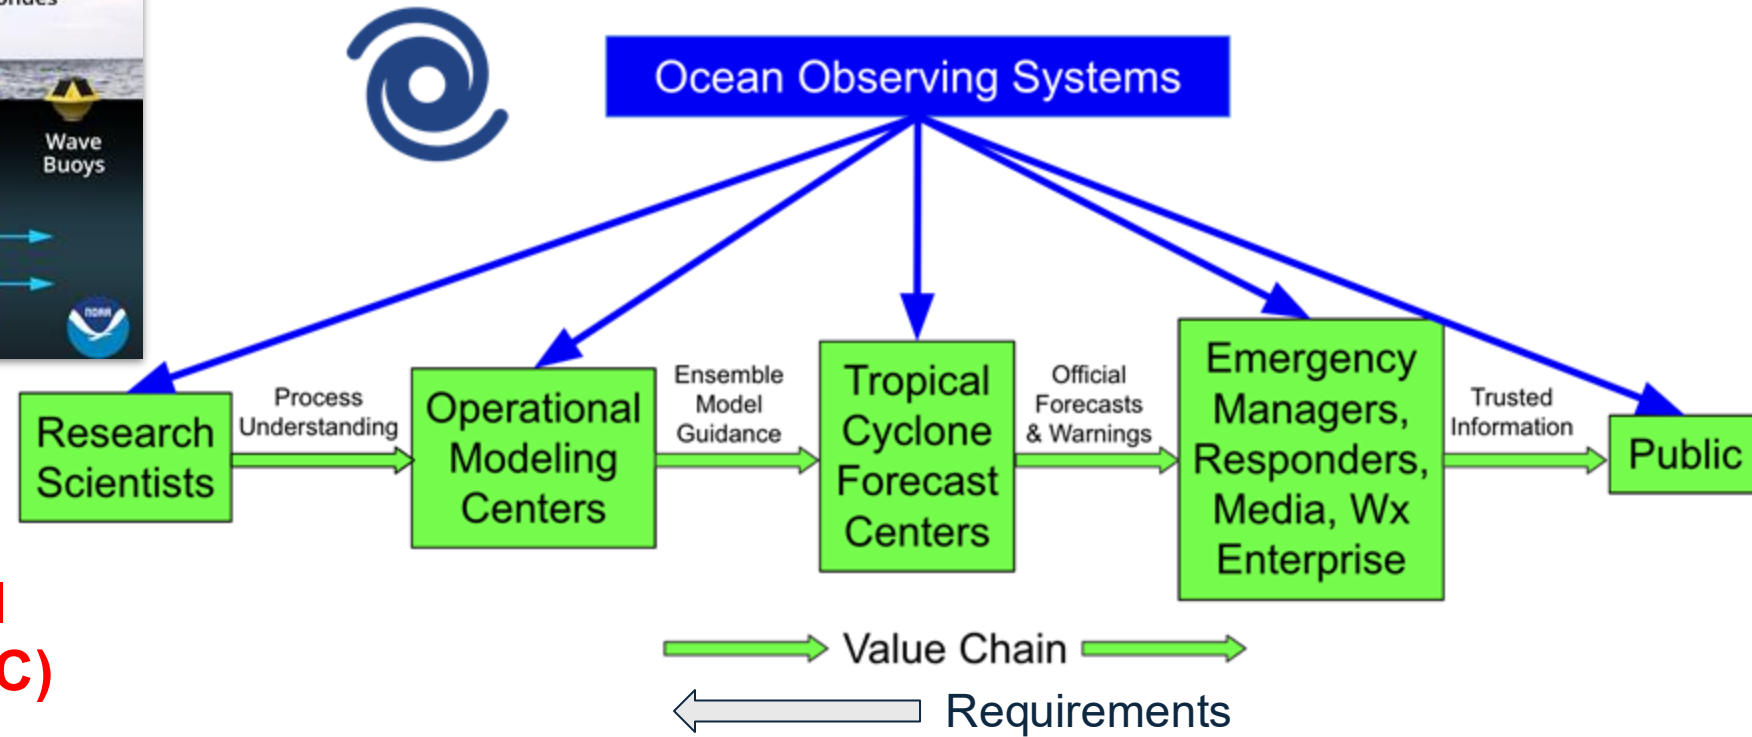 Wave
Buoys
NOAA
Ocean Observing Systems
Research
Scientists
Process
Understanding
Operational
Modeling
Centers
Ensemble
Model
Guidance
Tropical
Cyclone
Forecast
Centers
Official
Forecasts
& Warnings
Emergency
Managers,
Responders,
Media, Wx
Enterprise
Trusted
Information
Public
C)
Value Chain
Requirements